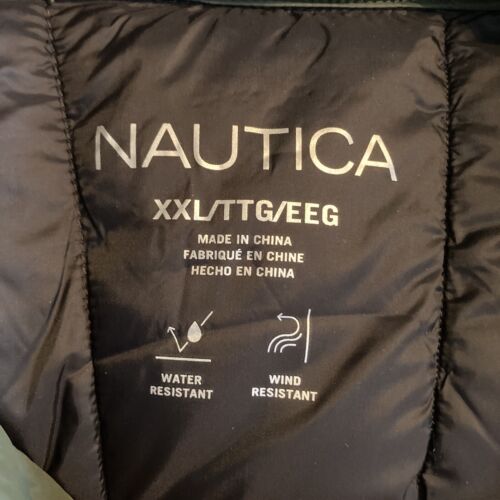 NAUTICA
XXL/TTG/EEG
MADE IN CHINA
FABRIQUÉ EN CHINE
HECHO EN CHINA
WATER
RESISTANT
WIND
RESISTANT